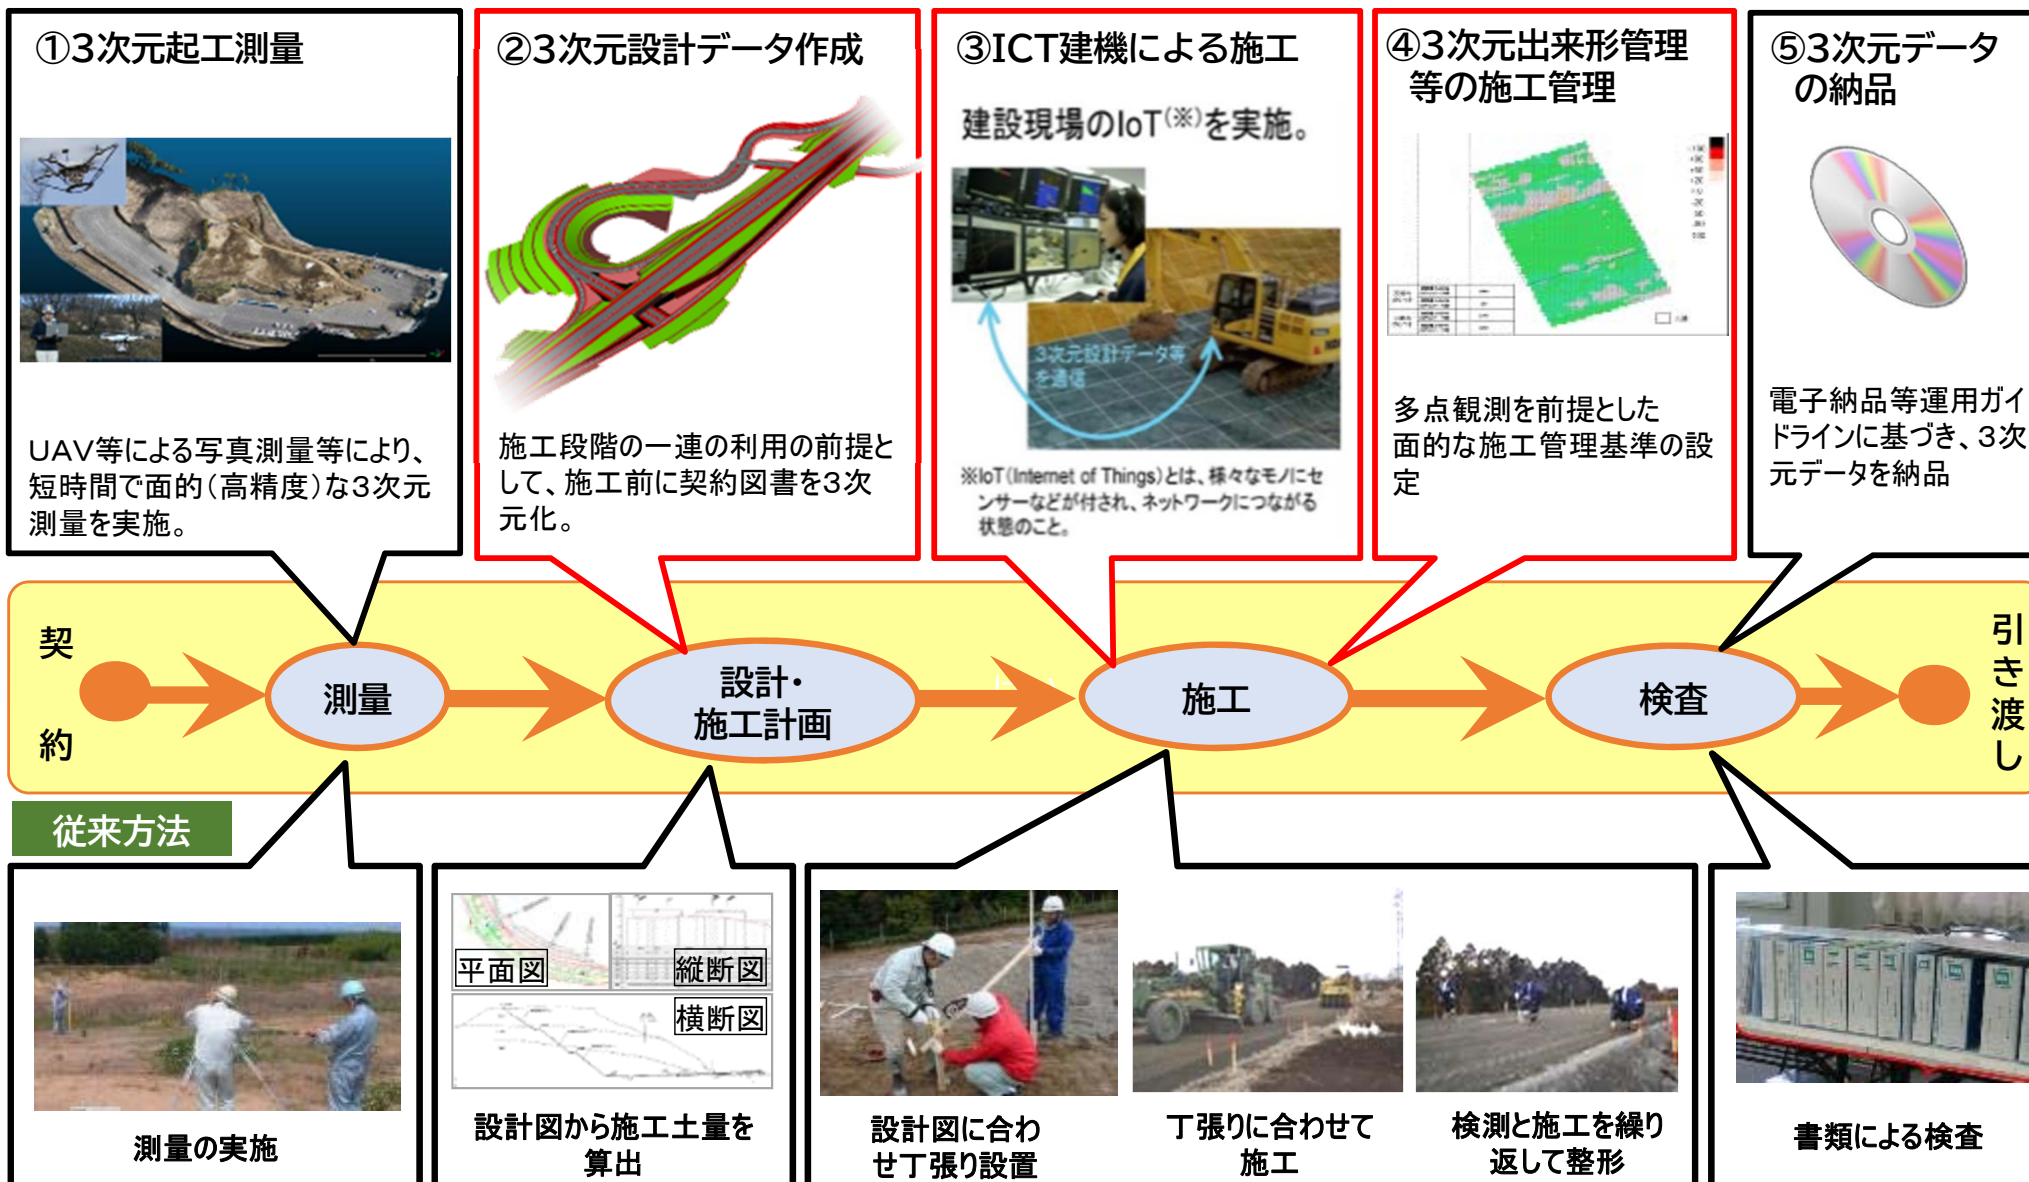 ①3次元起工測量
UAV等による写真測量等により、
短時間で面的（高精度）な3次元
測量を実施。
②3次元設計データ作成
施工段階の一連の利用の前提と
して、施工前に契約図書を3次
元化。
③ICT建機による施工
建設現場のIoT(※)を実施。
3次元設計データ等
を通信
※IoT（Internet of Things）とは、様々なモノにセ
ンサーなどが付され、ネットワークにつながる
状態のこと。
④3次元出来形管理
等の施工管理
多点観測を前提とした
面的な施工管理基準の設
定
⑤3次元データ
の納品
電子納品等運用ガイ
ドラインに基づき、3次
元データを納品
契約
測量
設計・
施工計画
施工
検査
引き渡し
従来方法
測量の実施
平面図
縦断図
横断図
設計図から施工土量を
算出
設計図に合わ
せ丁張り設置
丁張りに合わせて
施工
検測と施工を繰り
返して整形
書類による検査